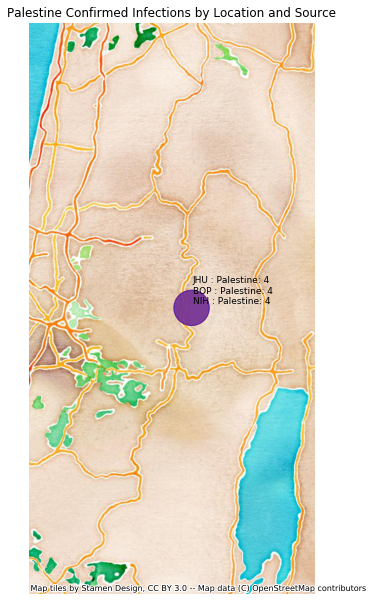 Palestine Confirmed Infections by Location and Source
JHU : Palestine: 4
BOP : Palestine: 4
NIH : Palestine: 4
Map tiles by Stamen Design, CC BY 3.0 -- Map data (C) OpenStreetMap contributors